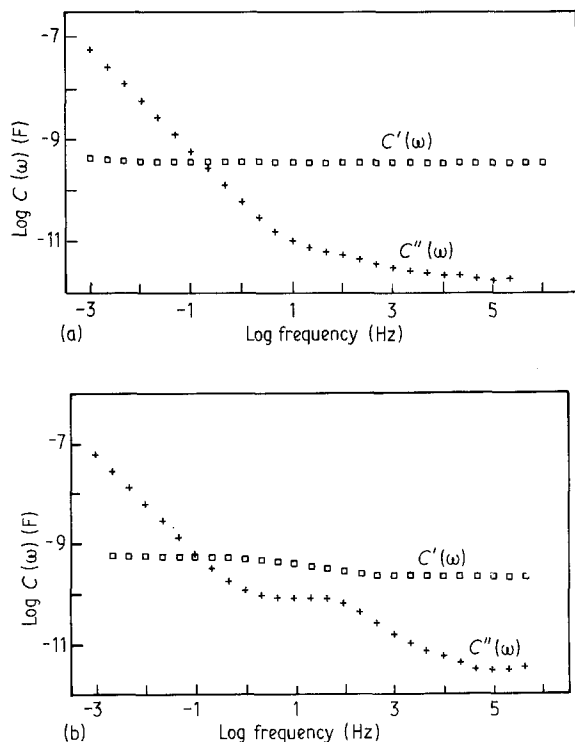 -7
-9
-11
Log C(ω) (F)
C'(ω)
C''(ω)
-3 -1 1 3 5
(a) Log frequency (Hz)
-7
-9
-11
Log C(ω) (F)
C'(ω)
C''(ω)
-3 -1 1 3 5
(b) Log frequency (Hz)